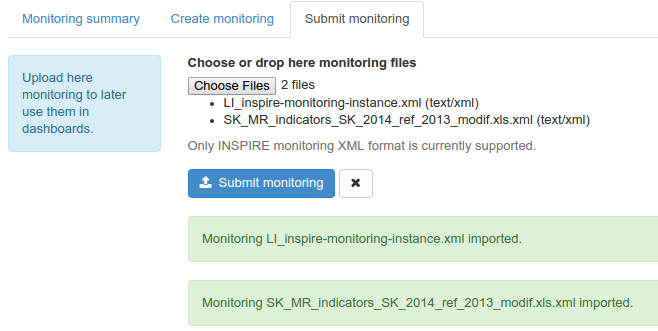 Monitoring summary
Create monitoring
Submit monitoring
Upload here
monitoring to later
use them in
dashboards.
Choose or drop here monitoring files
Choose Files 2 files
LI_inspire-monitoring-instance.xml (text/xml)
SK_MR_indicators_SK_2014_ref_2013_modif.xls.xml (text/xml)
Only INSPIRE monitoring XML format is currently supported.
Submit monitoring
Monitoring LI_inspire-monitoring-instance.xml imported.
Monitoring SK_MR_indicators_SK_2014_ref_2013_modif.xls.xml imported.